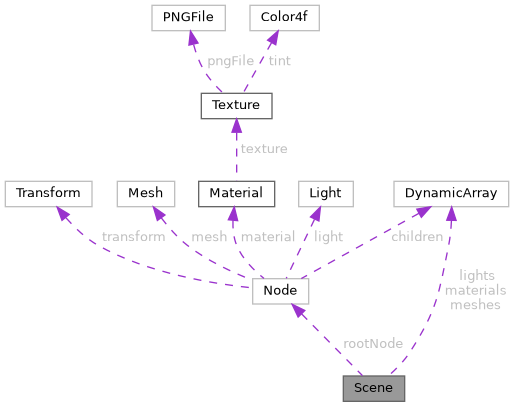 PNGFile Color4f
pngFile tint
Texture
texture
Transform Mesh Material Light DynamicArray
transform mesh material light children
Node
lights
materials
meshes
rootNode
Scene